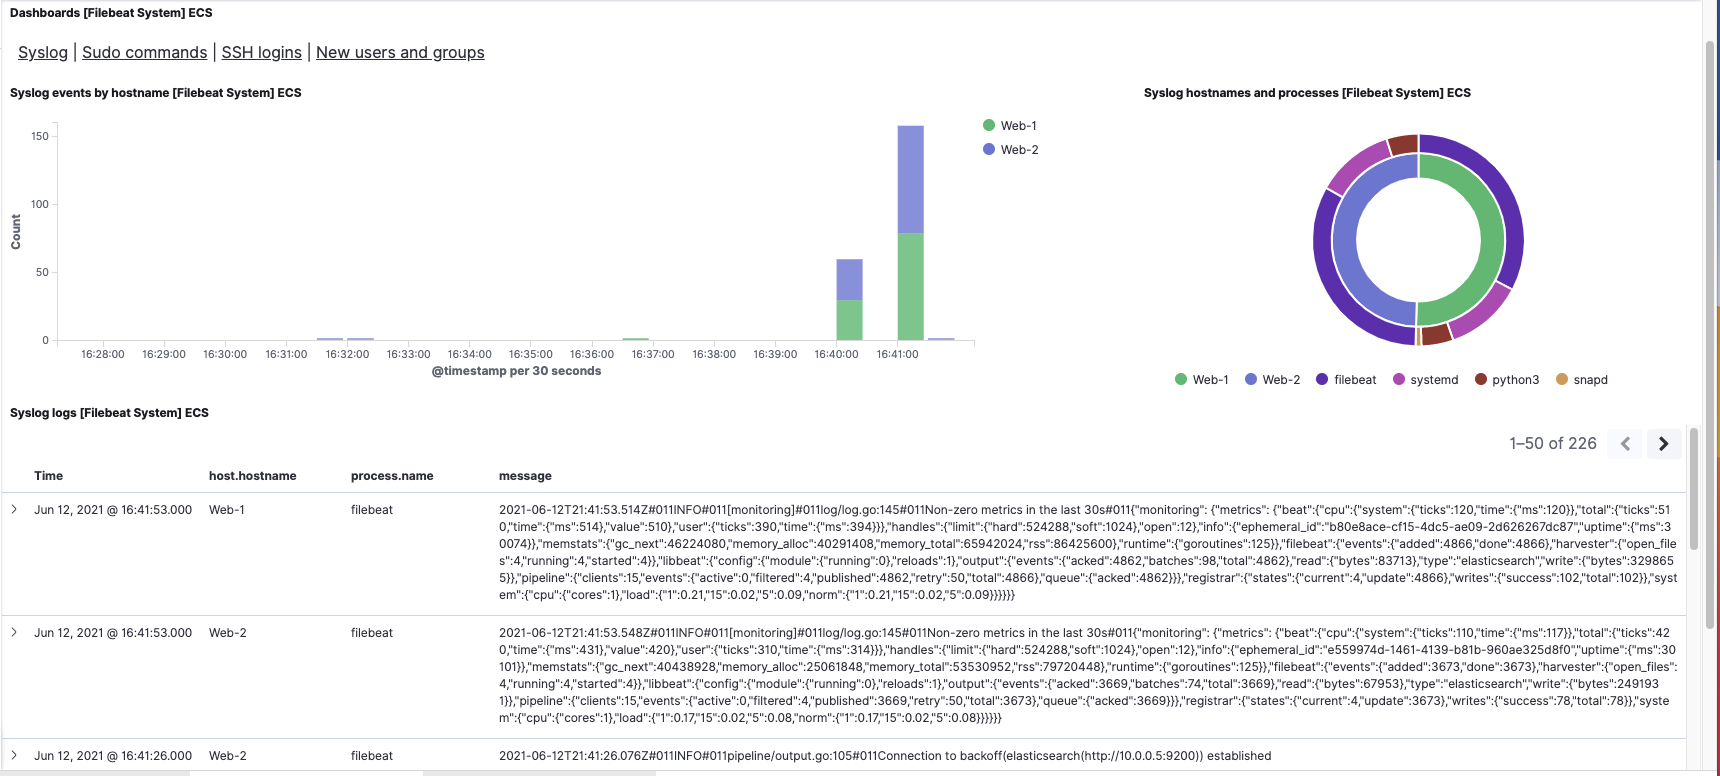 Dashboards [Filebeat System] ECS
Syslog | Sudo commands | SSH logins | New users and groups
Syslog events by hostname [Filebeat System] ECS
150
100
50
0
Count
16:28:00 16:29:00 16:30:00 16:31:00 16:32:00 16:33:00 16:34:00 16:35:00 16:36:00 16:37:00 16:38:00 16:39:00 16:40:00 16:41:00
@timestamp per 30 seconds
Web-1
Web-2
Syslog hostnames and processes [Filebeat System] ECS
Web-1 Web-2 filebeat systemd python3 snapd
Syslog logs [Filebeat System] ECS
1–50 of 226
Time host.hostname process.name message
Jun 12, 2021 @ 16:41:53.000 Web-1 filebeat 2021-06-12T21:41:53.514Z#011INFO#011[monitoring]#011log/log.go:145#011Non-zero metrics in the last 30s#011{"monitoring": {"metrics": {"beat":{"cpu":{"system":{"ticks":120,"time":{"ms":120}},"total":{"ticks":51
0,"time":{"ms":514},"value":510},"user":{"ticks":390,"time":{"ms":394}}},"handles":{"limit":{"hard":524288,"soft":1024},"open":12},"info":{"ephemeral_id":"b80e8ace-cf15-4dc5-ae09-2d626267dc87","uptime":{"ms":3
0074}},"memstats":{"gc_next":46224080,"memory_alloc":40291408,"memory_total":65942024,"rss":86425600},"runtime":{"goroutines":125}},"filebeat":{"events":{"added":4866,"done":4866},"harvester":{"open_file
s":4,"running":4,"started":4}},"libbeat":{"config":{"module":{"running":0},"reloads":1},"output":{"events":{"acked":4862,"batches":98,"total":4862},"read":{"bytes":83713},"type":"elasticsearch","write":{"bytes":329865
5}},"pipeline":{"clients":15,"events":{"active":0,"filtered":4,"published":4862,"retry":50,"total":4866},"queue":{"acked":4862}}},"registrar":{"states":{"current":4,"update":4866},"writes":{"success":102,"total":102}},"syst
em":{"cpu":{"cores":1},"load":{"1":0.21,"15":0.02,"5":0.09,"norm":{"1":0.21,"15":0.02,"5":0.09}}}}}}
Jun 12, 2021 @ 16:41:53.000 Web-2 filebeat 2021-06-12T21:41:53.548Z#011INFO#011[monitoring]#011log/log.go:145#011Non-zero metrics in the last 30s#011{"monitoring": {"metrics": {"beat":{"cpu":{"system":{"ticks":110,"time":{"ms":117}},"total":{"ticks":42
0,"time":{"ms":431},"value":420},"user":{"ticks":310,"time":{"ms":314}}},"handles":{"limit":{"hard":524288,"soft":1024},"open":12},"info":{"ephemeral_id":"e559974d-1461-4139-b81b-960ae325d8f0","uptime":{"ms":30
101}},"memstats":{"gc_next":40438928,"memory_alloc":25061848,"memory_total":53530952,"rss":79720448},"runtime":{"goroutines":125}},"filebeat":{"events":{"added":3673,"done":3673},"harvester":{"open_files":
4,"running":4,"started":4}},"libbeat":{"config":{"module":{"running":0},"reloads":1},"output":{"events":{"acked":3669,"batches":74,"total":3669},"read":{"bytes":67953},"type":"elasticsearch","write":{"bytes":249193
1}},"pipeline":{"clients":15,"events":{"active":0,"filtered":4,"published":3669,"retry":50,"total":3673},"queue":{"acked":3669}}},"registrar":{"states":{"current":4,"update":3673},"writes":{"success":78,"total":78}},"syste
m":{"cpu":{"cores":1},"load":{"1":0.17,"15":0.02,"5":0.08,"norm":{"1":0.17,"15":0.02,"5":0.08}}}}}}
Jun 12, 2021 @ 16:41:26.000 Web-2 filebeat 2021-06-12T21:41:26.076Z#011INFO#011pipeline/output.go:105#011Connection to backoff(elasticsearch(http://10.0.0.5:9200)) established